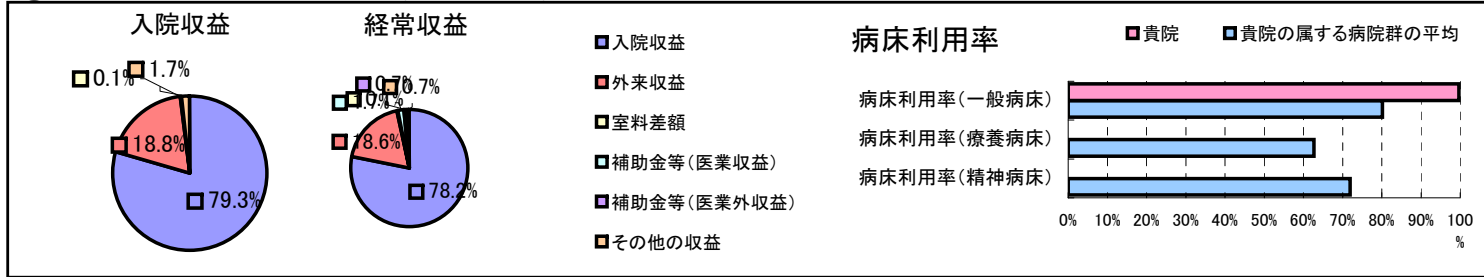 入院収益
0.1%
1.7%
18.8%
79.3%
経常収益
0.7%
0.7%
0.1%
1.7%
18.6%
78.2%
入院収益
外来収益
室料差額
補助金等(医業収益)
補助金等(医業外収益)
その他の収益
病床利用率
貴院
貴院の属する病院群の平均
病床利用率(一般病床)
病床利用率(療養病床)
病床利用率(精神病床)
0% 10% 20% 30% 40% 50% 60% 70% 80% 90% 100
%